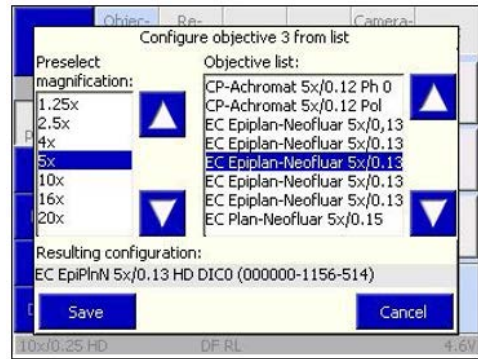 Objec- Re- Camera-
Configure objective 3 from list
Preselect
magnification:
1.25x
2.5x
4x
5x
10x
16x
20x
Objective list:
CP-Achromat 5x/0.12 Ph 0
CP-Achromat 5x/0.12 Pol
EC Epiplan-Neofluar 5x/0,13
EC Epiplan-Neofluar 5x/0.13
EC Epiplan-Neofluar 5x/0.13
EC Epiplan-Neofluar 5x/0.13
EC Epiplan-Neofluar 5x/0.13
EC Plan-Neofluar 5x/0.15
Resulting configuration:
EC EpiPlnN 5x/0.13 HD DIC0 (000000-1156-514)
Save
Cancel
10x/0.25 HD DF RL 4.6V